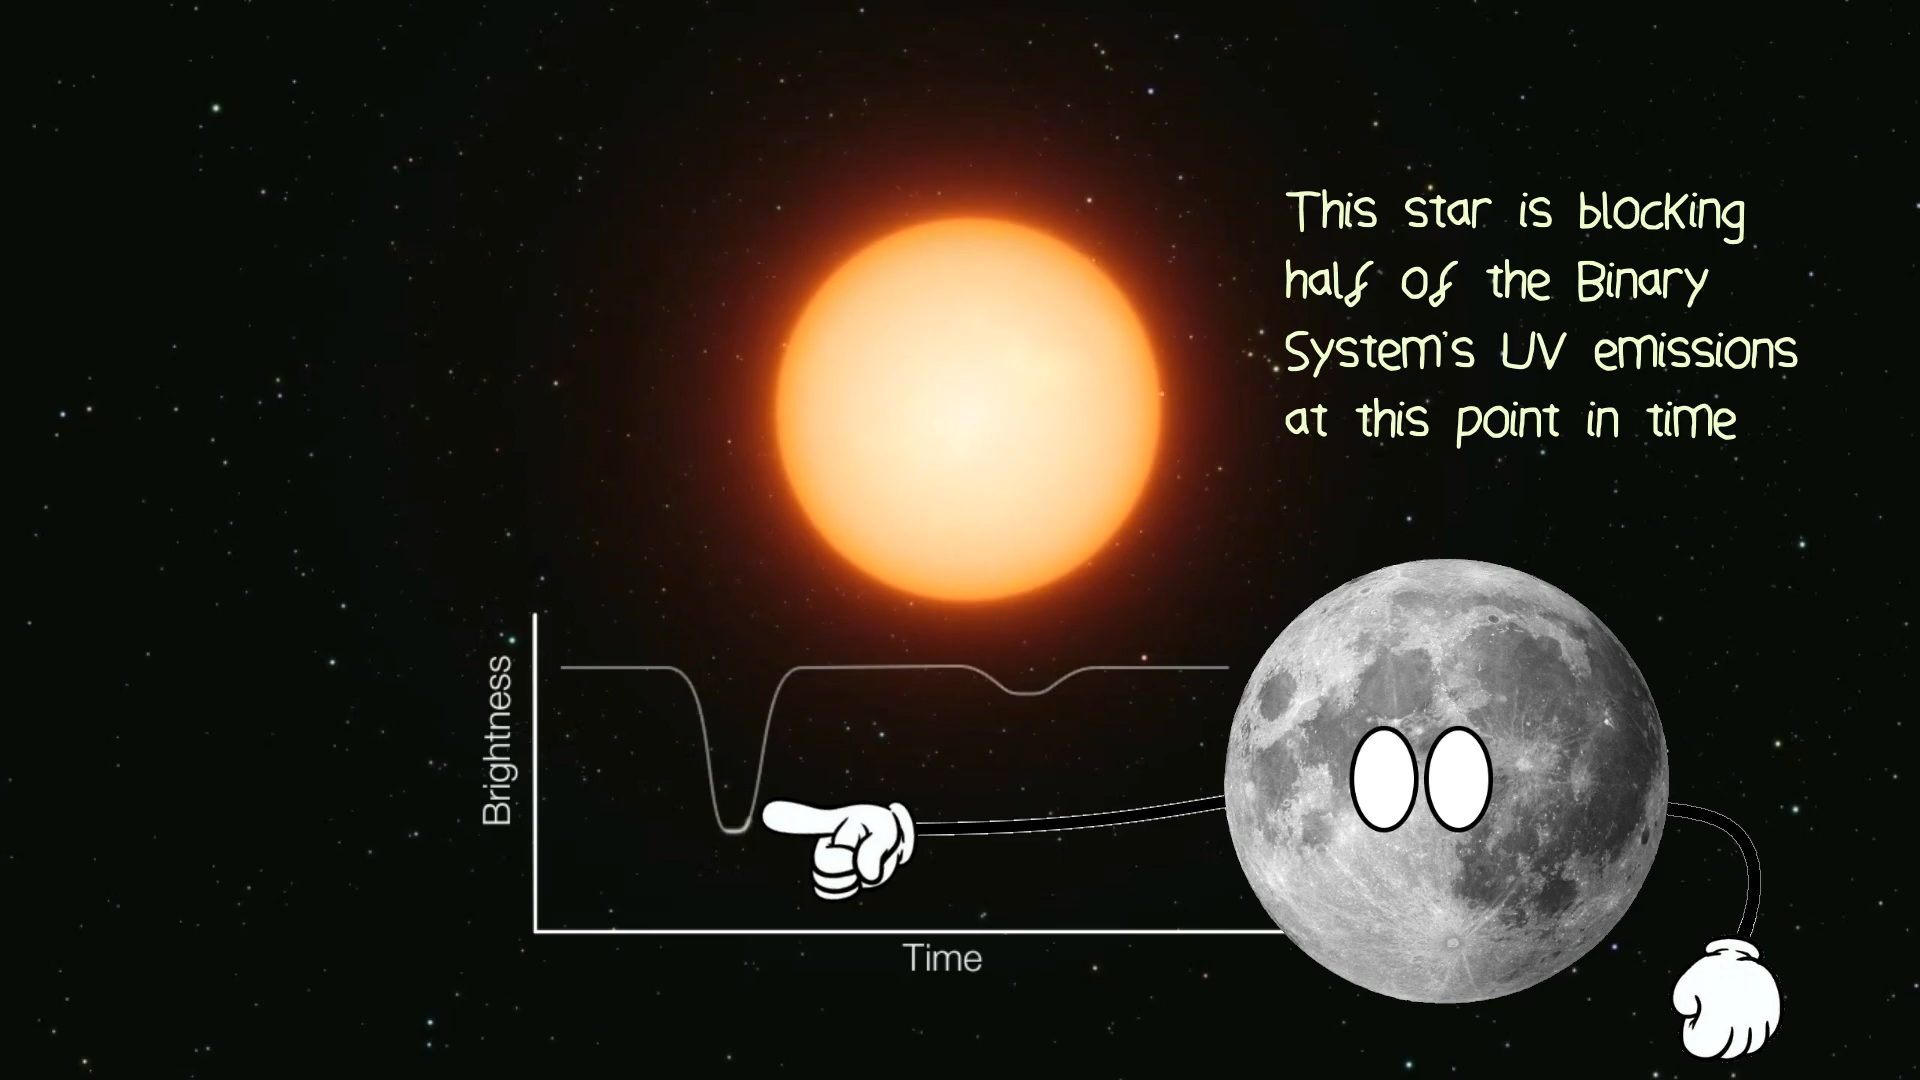 This star is blocking
half of the Binary
System's UV emissions
at this point in time
Brightness
Time